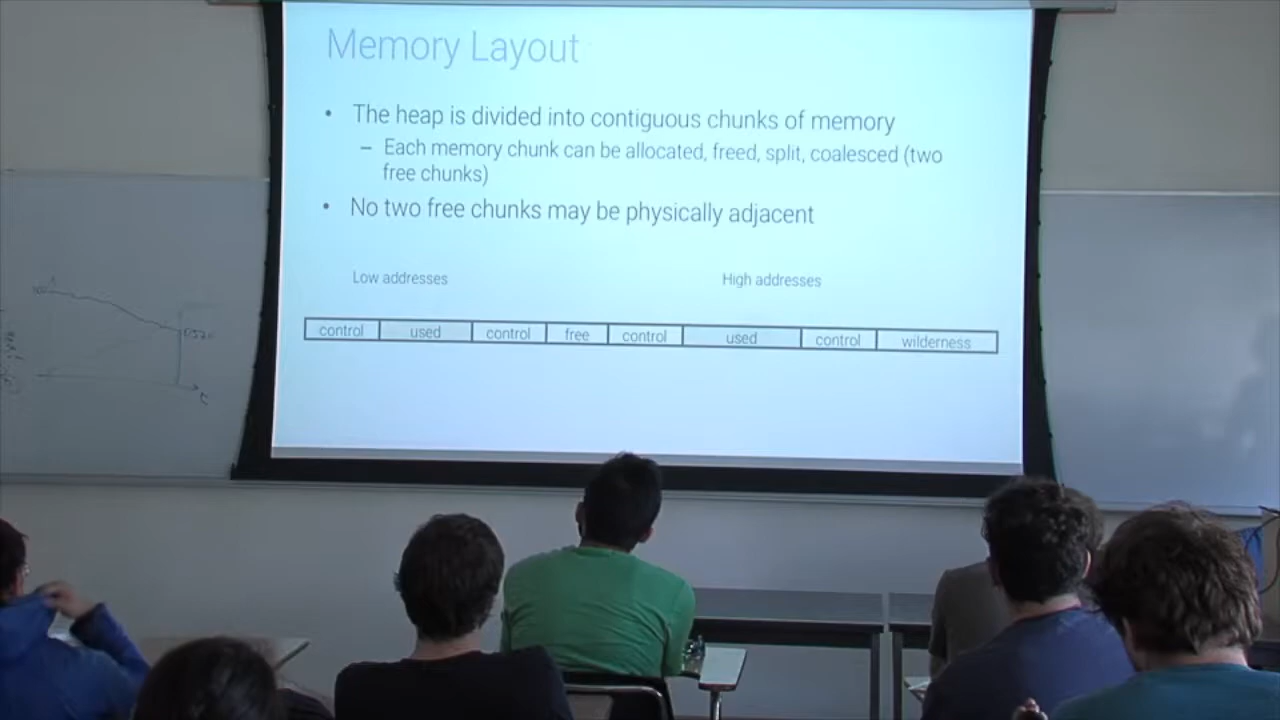 Memory Layout
• The heap is divided into contiguous chunks of memory
– Each memory chunk can be allocated, freed, split, coalesced (two
free chunks)
• No two free chunks may be physically adjacent
Low addresses High addresses
control used control free control used control wilderness